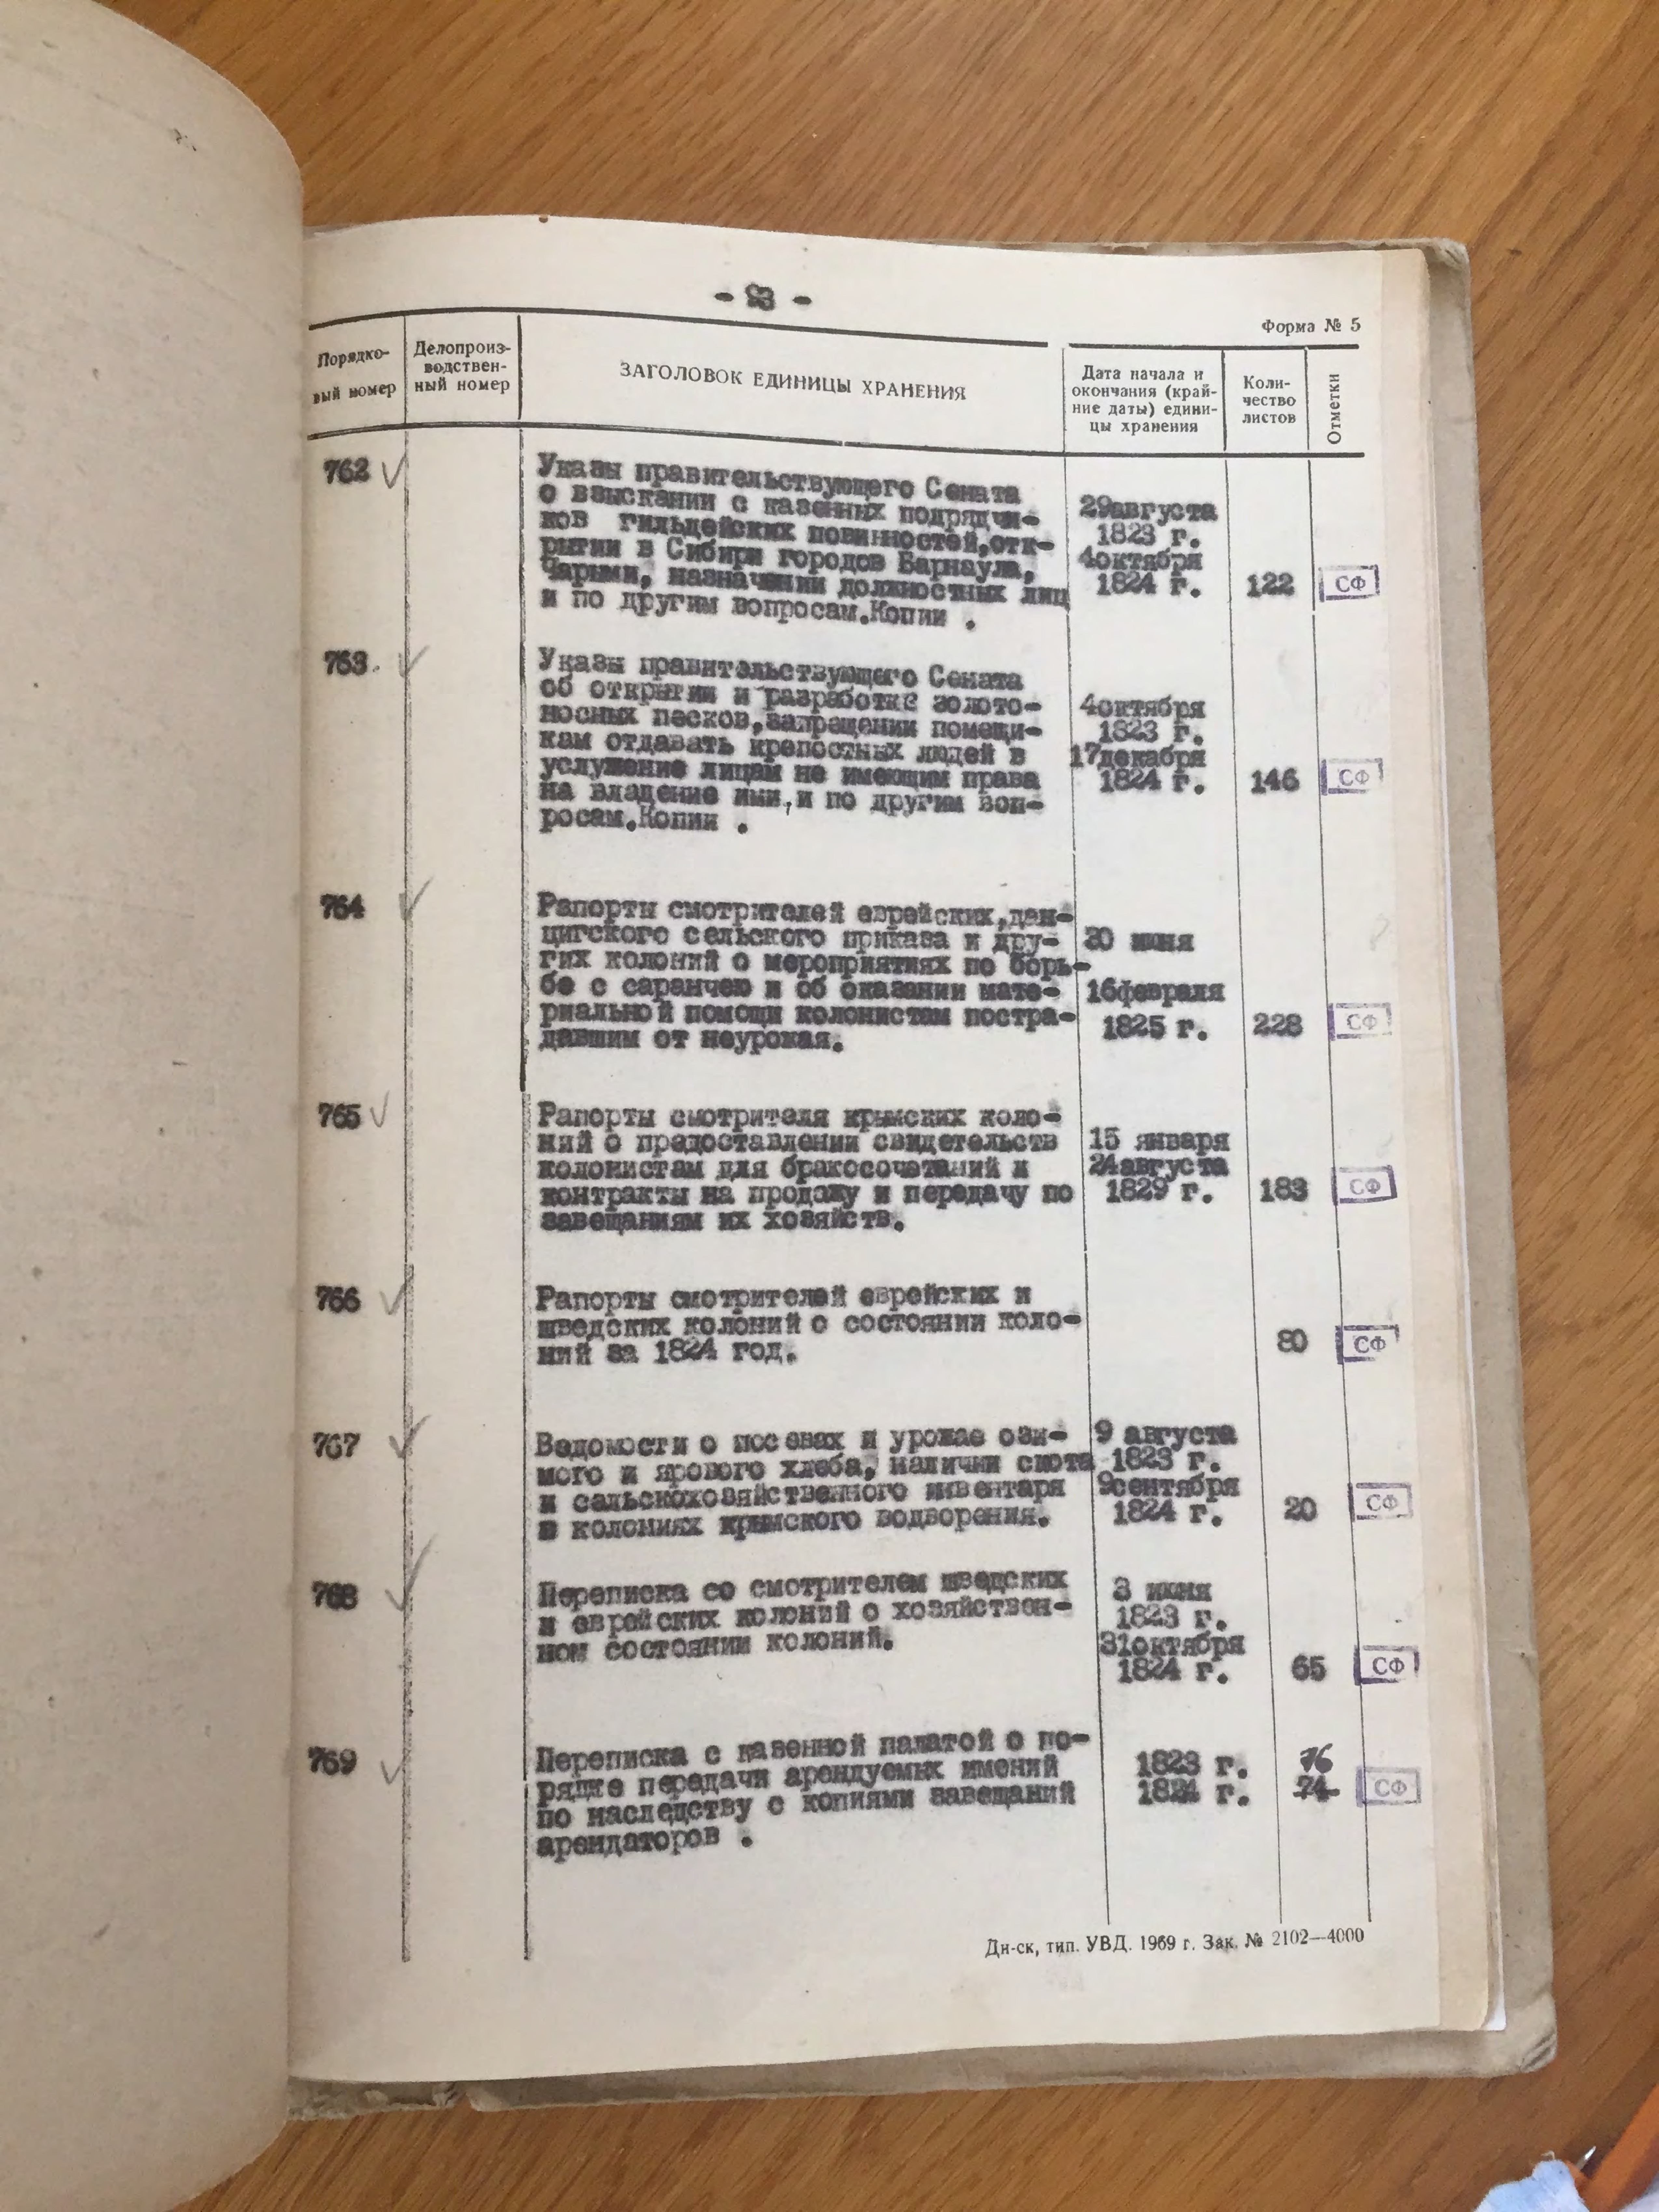 - 93 -
Форма № 5
Порядко-
вый номер
Делопроиз-
водствен-
ный номер
ЗАГОЛОВОК ЕДИНИЦЫ ХРАНЕНИЯ
Дата начала и
окончания (край-
ние даты) едини-
цы хранения
Коли-
чество
листов
Отметки
762
Указы правительствующего Сената
о взыскании с казенных подрядчи-
ков гильдейских повинностей,отк-
рытии в Сибири городов Барнаула,
Чарыми, назначении должностных лиц
и по другим вопросам.Копии .
29августа
1823 г.
4октября
1824 г.
122
СФ
763.
Указы правительствующего Сената
об открытии и разработке золото-
носных песков,запрещении помещи-
кам отдавать крепостных людей в
услужение лицам не имеющим права
на владение ими, и по другим воп-
росам.Копии .
4октября
1823 г.
17декабря
1824 г.
146
СФ
764
Рапорты смотрителей еврейских,дан-
цигского сельского приказа и дру-
гих колоний о мероприятиях по борь-
бе с саранчею и об оказании мате-
риальной помощи колонистам постра-
давшим от неурожая.
30 июня
16февраля
1825 г.
228
СФ
765
Рапорты смотрителя крымских коло-
ний о предоставлении свидетельств
колонистам для бракосочетаний и
контракты на продажу и передачу по
завещаниям их хозяйств.
15 января
24августа
1829 г.
183
СФ
766
Рапорты смотрителей еврейских и
шведских колоний о состоянии коло-
ний за 1824 год.
80
СФ
767
Ведомости о посевах и урожае ози-
мого и ярового хлеба, наличии скота
и сельскохозяйственного инвентаря
в колониях крымского водворения.
9 августа
1823 г.
9сентября
1824 г.
20
СФ
768
Переписка со смотрителем шведских
и еврейских колоний о хозяйствен-
ном состоянии колоний.
3 июня
1823 г.
31октября
1824 г.
65
СФ
769
Переписка с казенной палатой о по-
рядке передачи арендуемых имений
по наследству с копиями завещаний
арендаторов .
1823 г.
1824 г.
76
74
СФ
Дн-ск, тип. УВД. 1969 г. Зак. № 2102—4000